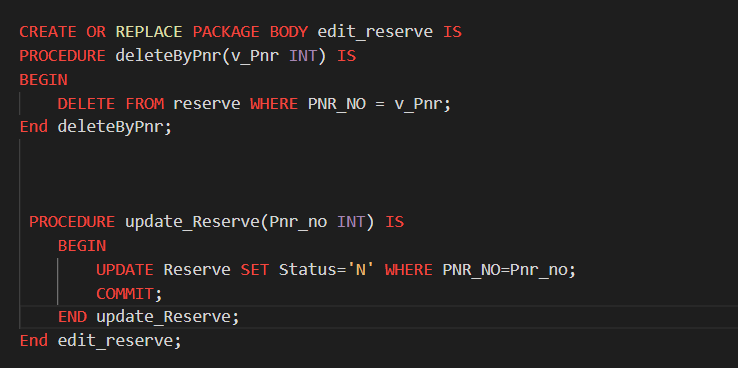 CREATE OR REPLACE PACKAGE BODY edit_reserve IS
PROCEDURE deleteByPnr(v_Pnr INT) IS
BEGIN
    DELETE FROM reserve WHERE PNR_NO = v_Pnr;
End deleteByPnr;
 PROCEDURE update_Reserve(Pnr_no INT) IS
    BEGIN
        UPDATE Reserve SET Status='N' WHERE PNR_NO=Pnr_no;
        COMMIT;
    END update_Reserve;
End edit_reserve;